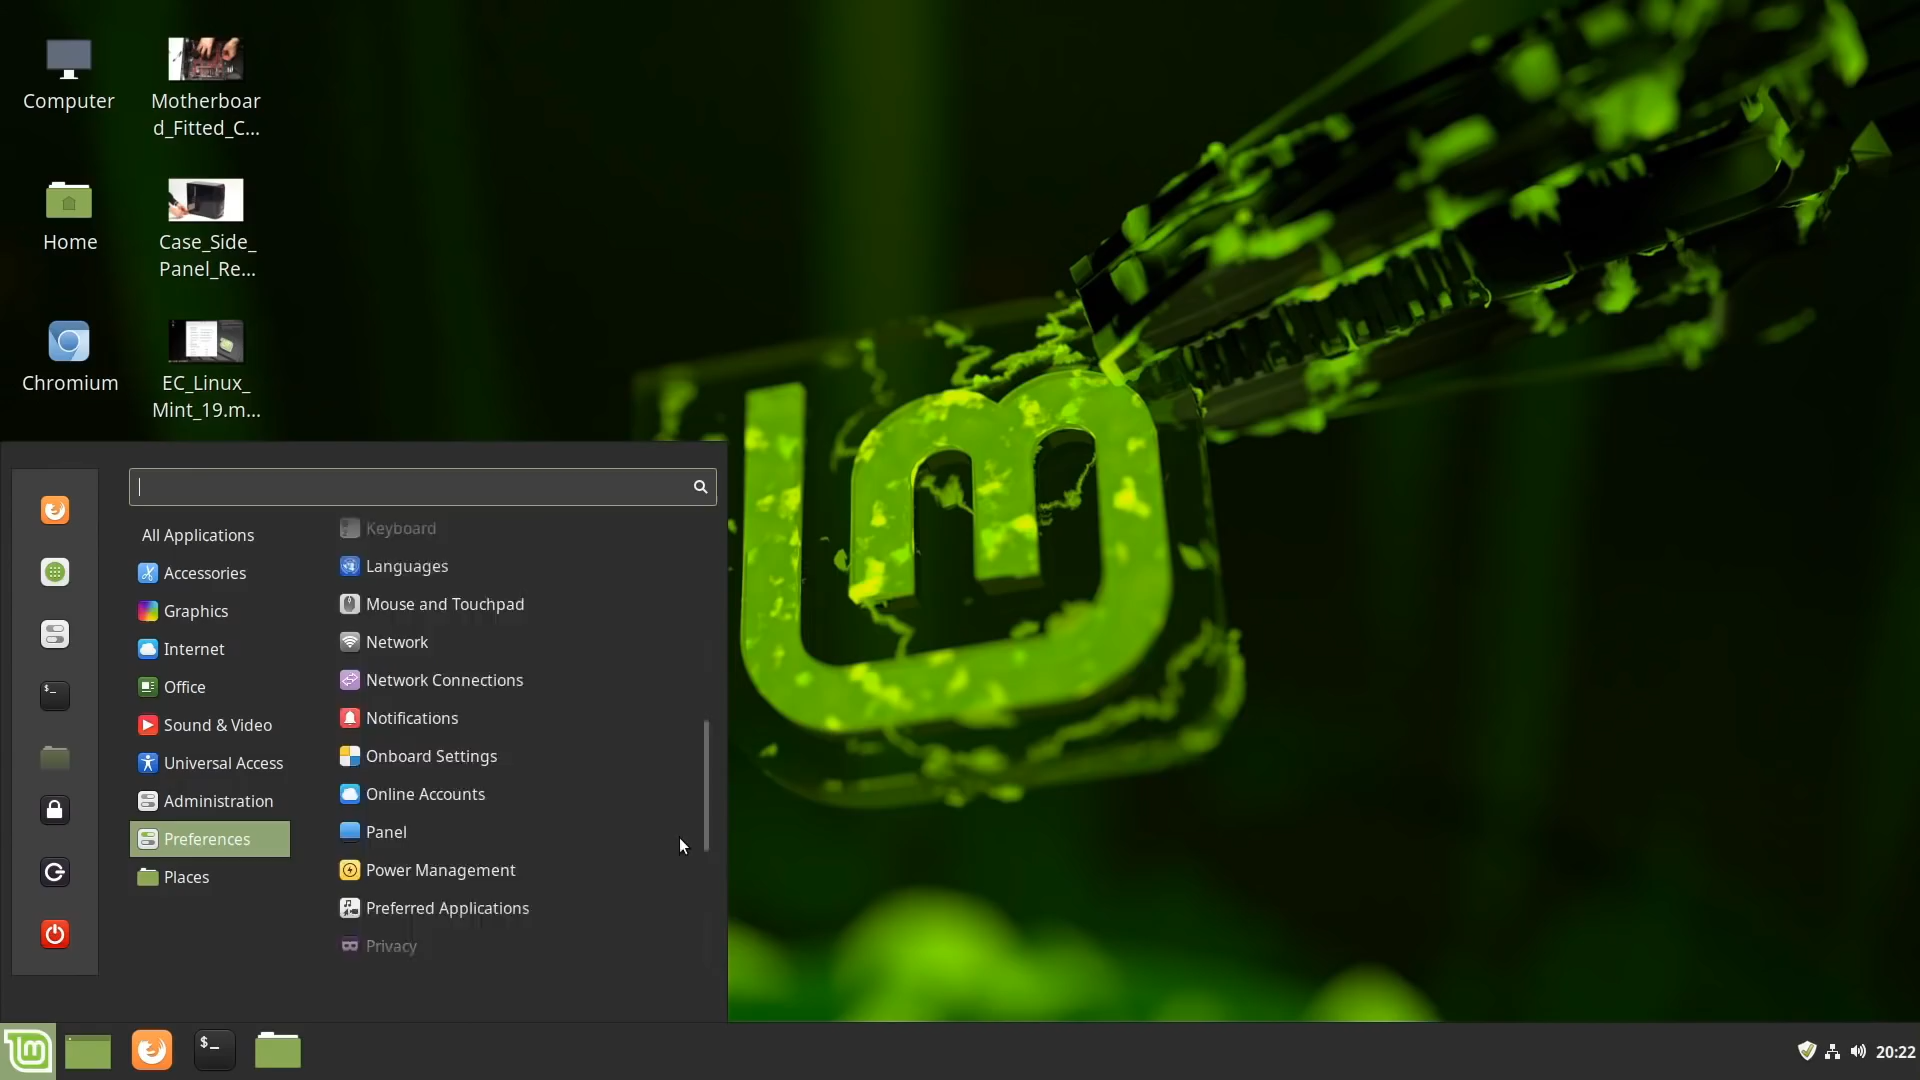 Computer
Motherboar
d_Fitted_C...
Home
Case_Side_
Panel_Re...
Chromium
EC_Linux_
Mint_19.m...
All Applications
Accessories
Graphics
Internet
Office
Sound & Video
Universal Access
Administration
Preferences
Places
Keyboard
Languages
Mouse and Touchpad
Network
Network Connections
Notifications
Onboard Settings
Online Accounts
Panel
Power Management
Preferred Applications
Privacy
$_
$_
20:22